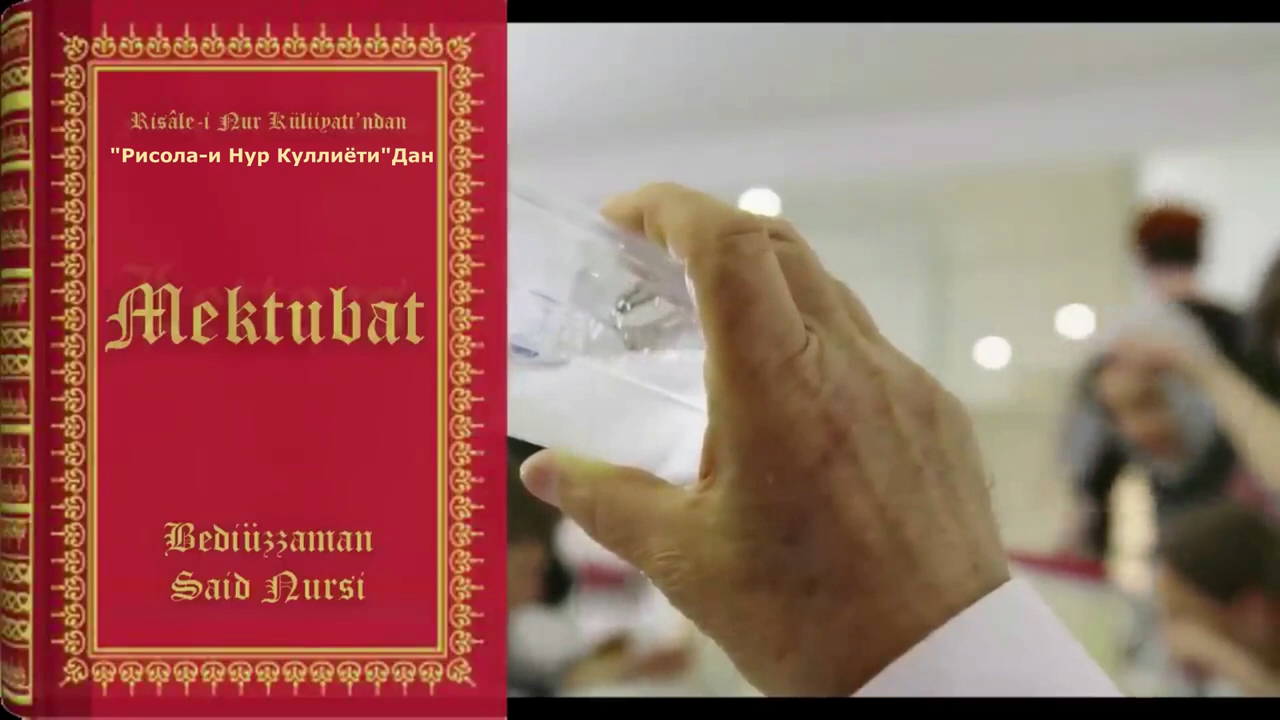 Risâle-i Nur Külliyatı'ndan
"Рисола-и Нур Куллиёти"Дан
Mektubat
Bediüzzaman
Said Nursi